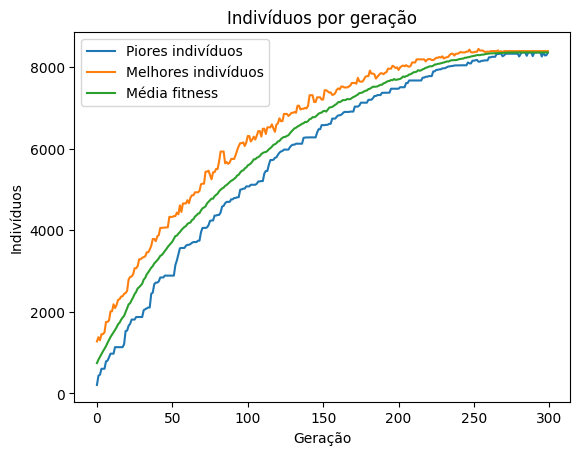 Indivíduos por geração
Piores indivíduos
Melhores indivíduos
Média fitness
Indivíduos
8000
6000
4000
2000
0
0 50 100 150 200 250 300
Geração